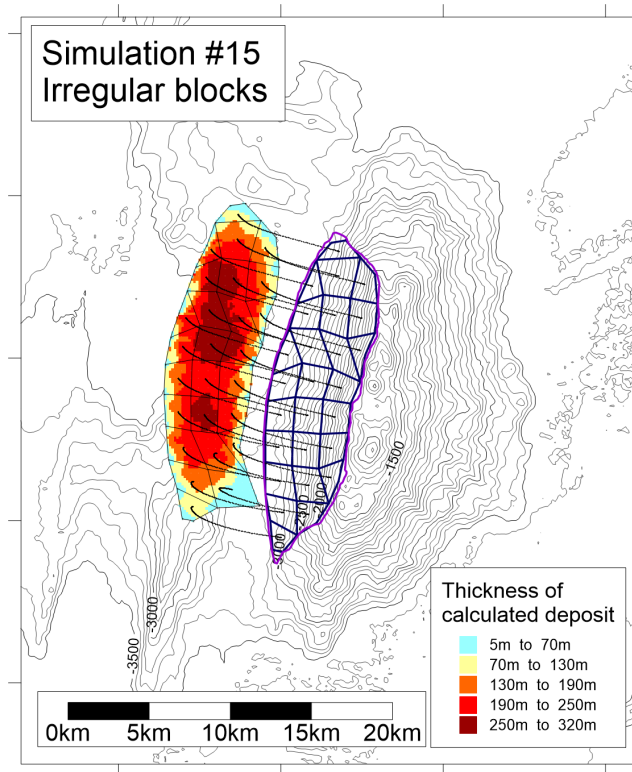 Simulation #15
Irregular blocks
-1500
-2000
-2500
-3000
-3000
-3500
Thickness of
calculated deposit
5m to 70m
70m to 130m
130m to 190m
190m to 250m
250m to 320m
0km 5km 10km 15km 20km